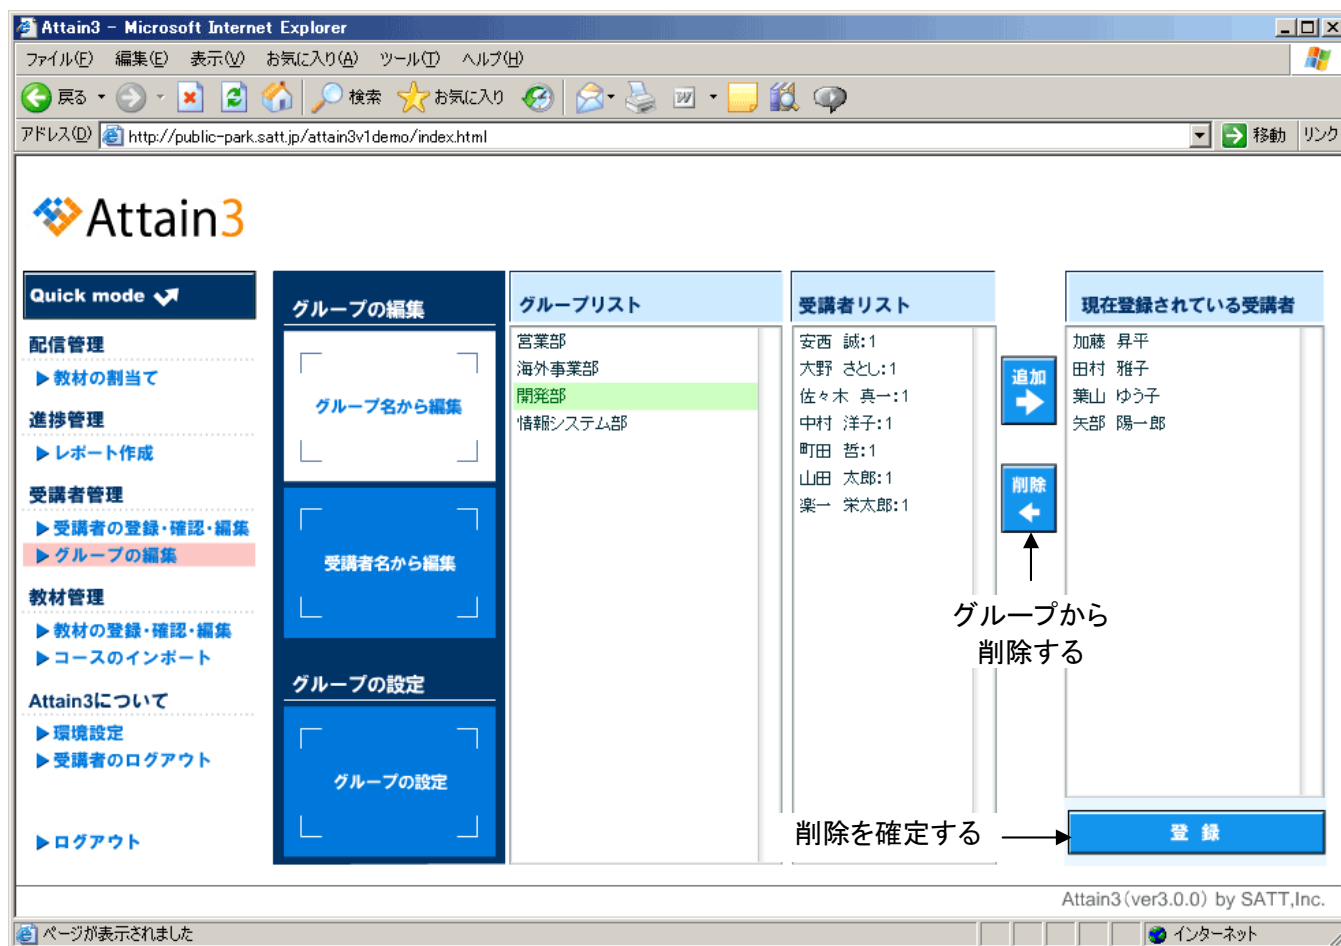 Attain3 - Microsoft Internet Explorer
ファイル(F) 編集(E) 表示(V) お気に入り(A) ツール(T) ヘルプ(H)
戻る 検索 お気に入り
アドレス(D) http://public-park.satt.jp/attain3v1demo/index.html 移動 リンク
Attain3
Quick mode
配信管理
教材の割当て
進捗管理
レポート作成
受講者管理
受講者の登録・確認・編集
グループの編集
教材管理
教材の登録・確認・編集
コースのインポート
Attain3について
環境設定
受講者のログアウト
ログアウト
グループの編集
グループ名から編集
受講者名から編集
グループの設定
グループの設定
グループリスト
営業部
海外事業部
開発部
情報システム部
受講者リスト
安西 誠:1
大野 さとし:1
佐々木 真一:1
中村 洋子:1
町田 哲:1
山田 太郎:1
楽一 栄太郎:1
追加
削除
グループから
削除する
現在登録されている受講者
加藤 昇平
田村 雅子
葉山 ゆう子
矢部 陽一郎
削除を確定する
登 録
Attain3(ver3.0.0) by SATT,Inc.
ページが表示されました インターネット